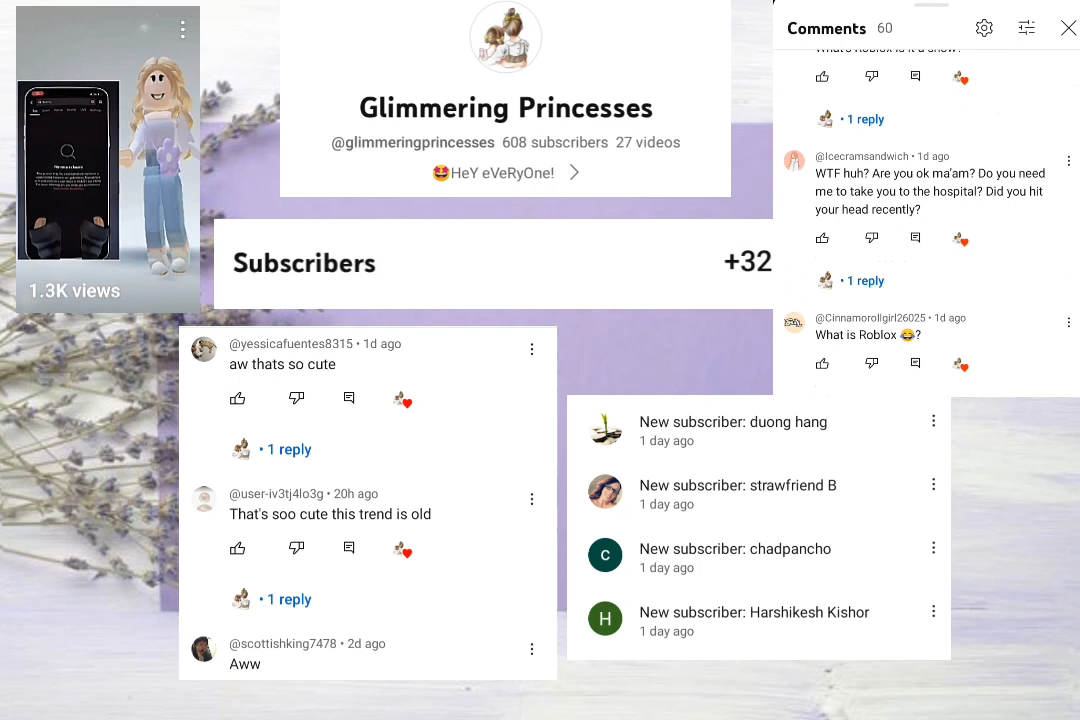 1.3K views
Glimmering Princesses
@glimmeringprincesses 608 subscribers 27 videos
🤩HeY eVeRyOne!
Subscribers
+32
@yessicafuentes8315 • 1d ago
aw thats so cute
• 1 reply
@user-iv3tj4lo3g • 20h ago
That's soo cute this trend is old
• 1 reply
@scottishking7478 • 2d ago
Aww
Comments 60
What's Roblox is it a show?
• 1 reply
@Icecramsandwich • 1d ago
WTF huh? Are you ok ma'am? Do you need
me to take you to the hospital? Did you hit
your head recently?
• 1 reply
@Cinnamorollgirl26025 • 1d ago
What is Roblox 😂?
New subscriber: duong hang
1 day ago
New subscriber: strawfriend B
1 day ago
C
New subscriber: chadpancho
1 day ago
H
New subscriber: Harshikesh Kishor
1 day ago